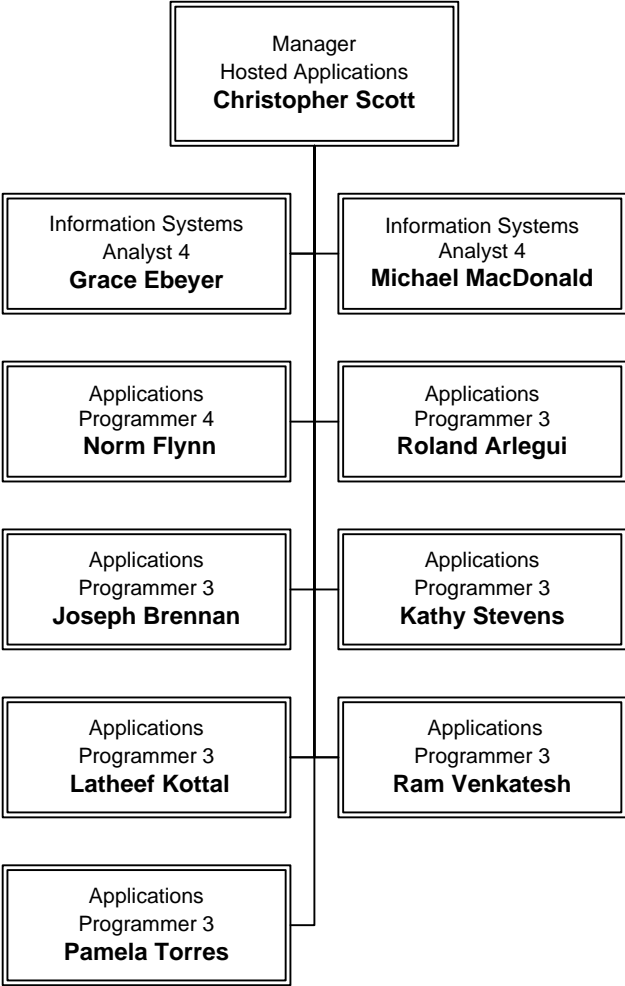 Manager
Hosted Applications
Christopher Scott
Information Systems
Analyst 4
Grace Ebeyer
Information Systems
Analyst 4
Michael MacDonald
Applications
Programmer 4
Norm Flynn
Applications
Programmer 3
Roland Arlegui
Applications
Programmer 3
Joseph Brennan
Applications
Programmer 3
Kathy Stevens
Applications
Programmer 3
Latheef Kottal
Applications
Programmer 3
Ram Venkatesh
Applications
Programmer 3
Pamela Torres